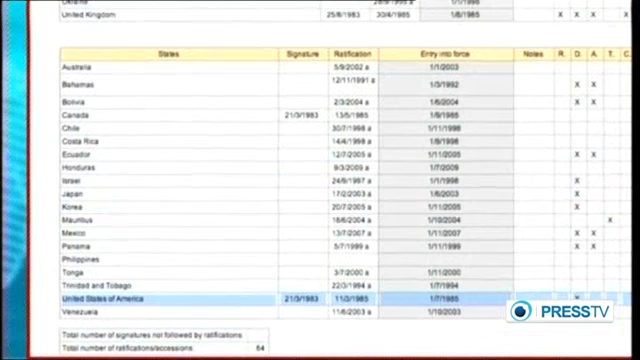 Ukraine 1/1/1996
United Kingdom 25/8/1983 30/4/1985 1/8/1985 X X X X
States Signature Ratification Entry into force Notes R. D. A. T. C.
Australia 5/9/2002 a 1/1/2003
Bahamas 12/11/1991 a 1/3/1992 X X
Bolivia 2/3/2004 a 1/6/2004 X X
Canada 21/3/1983 13/5/1985 1/9/1985
Chile 30/7/1998 a 1/11/1998
Costa Rica 14/4/1998 a 1/8/1998
Ecuador 12/7/2005 a 1/11/2005 X X
Honduras 9/3/2009 a 1/7/2009
Israel 24/9/1997 a 1/1/1998 X
Japan 17/2/2003 a 1/6/2003 X
Korea 20/7/2005 a 1/11/2005 X
Mauritius 18/6/2004 a 1/10/2004 X
Mexico 13/7/2007 a 1/11/2007 X X
Panama 5/7/1999 a 1/11/1999 X X
Philippines
Tonga 3/7/2000 a 1/11/2000
Trinidad and Tobago 22/3/1994 a 1/7/1994
United States of America 21/3/1983 11/3/1985 1/7/1985 X
Venezuela 11/6/2003 a 1/10/2003
Total number of signatures not followed by ratifications
Total number of ratifications/accessions 64
PRESSTV